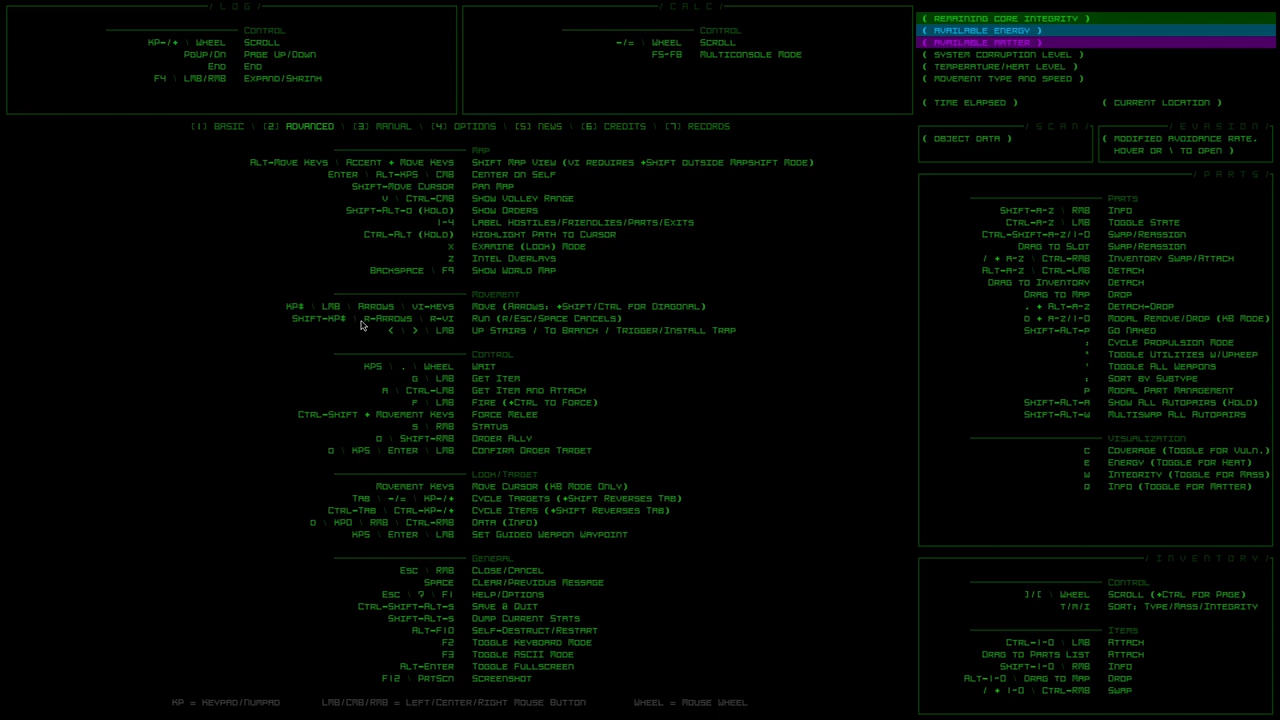 / L O G /
CONTROL
KP-/+ \ WHEEL SCROLL
PGUP/DN PAGE UP/DOWN
END END
F4 \ LMB/RMB EXPAND/SHRINK
/ C A L C /
CONTROL
-/= \ WHEEL SCROLL
F5-F8 MULTICONSOLE MODE
( REMAINING CORE INTEGRITY )
( AVAILABLE ENERGY )
( AVAILABLE MATTER )
( SYSTEM CORRUPTION LEVEL )
( TEMPERATURE/HEAT LEVEL )
( MOVEMENT TYPE AND SPEED )
( TIME ELAPSED ) ( CURRENT LOCATION )
/ S C A N /
( OBJECT DATA )
/ E V A S I O N /
( MODIFIED AVOIDANCE RATE.
HOVER OR \ TO OPEN )
[1] BASIC \ [2] ADVANCED \ [3] MANUAL \ [4] OPTIONS \ [5] NEWS \ [6] CREDITS \ [7] RECORDS
MAP
ALT-MOVE KEYS \ ACCENT + MOVE KEYS SHIFT MAP VIEW (VI REQUIRES +SHIFT OUTSIDE MAPSHIFT MODE)
ENTER \ ALT-KP5 \ CMB CENTER ON SELF
SHIFT-MOVE CURSOR PAN MAP
V \ CTRL-CMB SHOW VOLLEY RANGE
SHIFT-ALT-O (HOLD) SHOW ORDERS
1-4 LABEL HOSTILES/FRIENDLIES/PARTS/EXITS
CTRL-ALT (HOLD) HIGHLIGHT PATH TO CURSOR
X EXAMINE (LOOK) MODE
Z INTEL OVERLAYS
BACKSPACE \ F9 SHOW WORLD MAP
MOVEMENT
KP# \ LMB \ ARROWS \ VI-KEYS MOVE (ARROWS: +SHIFT/CTRL FOR DIAGONAL)
SHIFT-KP# \ R-ARROWS \ R-VI RUN (R/ESC/SPACE CANCELS)
< \ > \ LMB UP STAIRS / TO BRANCH / TRIGGER/INSTALL TRAP
CONTROL
KP5 \ . \ WHEEL WAIT
G \ LMB GET ITEM
A \ CTRL-LMB GET ITEM AND ATTACH
F \ LMB FIRE (+CTRL TO FORCE)
CTRL-SHIFT + MOVEMENT KEYS FORCE MELEE
S \ RMB STATUS
O \ SHIFT-RMB ORDER ALLY
O \ KP5 \ ENTER \ LMB CONFIRM ORDER TARGET
LOOK/TARGET
MOVEMENT KEYS MOVE CURSOR (KB MODE ONLY)
TAB \ -/= \ KP-/+ CYCLE TARGETS (+SHIFT REVERSES TAB)
CTRL-TAB \ CTRL-KP-/+ CYCLE ITEMS (+SHIFT REVERSES TAB)
D \ KP0 \ RMB \ CTRL-RMB DATA (INFO)
KP5 \ ENTER \ LMB SET GUIDED WEAPON WAYPOINT
GENERAL
ESC \ RMB CLOSE/CANCEL
SPACE CLEAR/PREVIOUS MESSAGE
ESC \ ? \ F1 HELP/OPTIONS
CTRL-SHIFT-ALT-S SAVE & QUIT
SHIFT-ALT-S DUMP CURRENT STATS
ALT-F10 SELF-DESTRUCT/RESTART
F2 TOGGLE KEYBOARD MODE
F3 TOGGLE ASCII MODE
ALT-ENTER TOGGLE FULLSCREEN
F12 \ PRTSCN SCREENSHOT
KP = KEYPAD/NUMPAD LMB/CMB/RMB = LEFT/CENTER/RIGHT MOUSE BUTTON WHEEL = MOUSE WHEEL
/ P A R T S /
PARTS
SHIFT-A-Z \ RMB INFO
CTRL-A-Z \ LMB TOGGLE STATE
CTRL-SHIFT-A-Z/1-0 SWAP/REASSIGN
DRAG TO SLOT SWAP/REASSIGN
/ + A-Z \ CTRL-RMB INVENTORY SWAP/ATTACH
ALT-A-Z \ CTRL-LMB DETACH
DRAG TO INVENTORY DETACH
DRAG TO MAP DROP
. + ALT-A-Z DETACH+DROP
D + A-Z/1-0 MODAL REMOVE/DROP (KB MODE)
SHIFT-ALT-P GO NAKED
; CYCLE PROPULSION MODE
" TOGGLE UTILITIES W/UPKEEP
' TOGGLE ALL WEAPONS
: SORT BY SUBTYPE
P MODAL PART MANAGEMENT
SHIFT-ALT-A SHOW ALL AUTOPAIRS (HOLD)
SHIFT-ALT-W MULTISWAP ALL AUTOPAIRS
VISUALIZATION
C COVERAGE (TOGGLE FOR VULN.)
E ENERGY (TOGGLE FOR HEAT)
W INTEGRITY (TOGGLE FOR MASS)
Q INFO (TOGGLE FOR MATTER)
/ I N V E N T O R Y /
CONTROL
]/[ \ WHEEL SCROLL (+CTRL FOR PAGE)
T/M/I SORT: TYPE/MASS/INTEGRITY
ITEMS
CTRL-1-0 \ LMB ATTACH
DRAG TO PARTS LIST ATTACH
SHIFT-1-0 \ RMB INFO
ALT-1-0 \ DRAG TO MAP DROP
/ + 1-0 \ CTRL-RMB SWAP